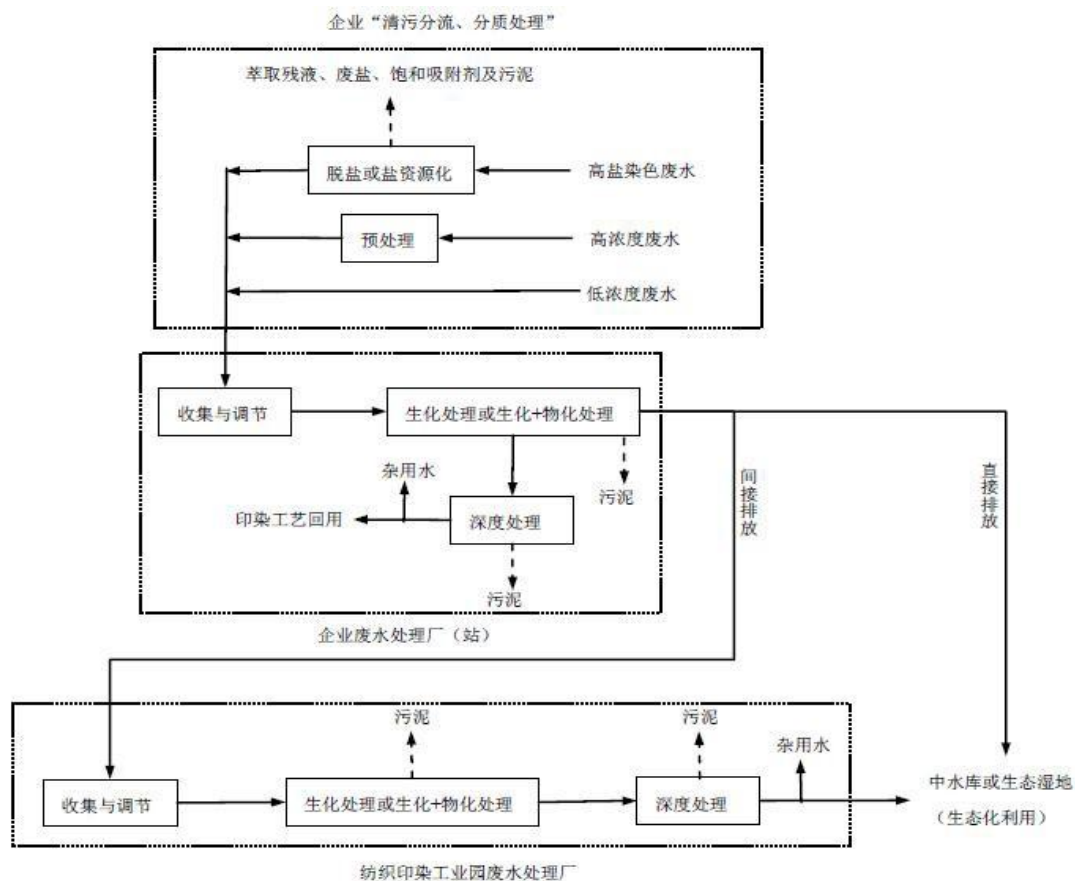 企业“清污分流、分质处理”
萃取残液、废盐、饱和吸附剂及污泥
脱盐或盐资源化
高盐染色废水
预处理
高浓度废水
低浓度废水
收集与调节
生化处理或生化+物化处理
杂用水
污泥
印染工艺回用
深度处理
污泥
间接排放
直接排放
企业废水处理厂（站）
污泥
污泥
杂用水
收集与调节
生化处理或生化+物化处理
深度处理
中水库或生态湿地
（生态化利用）
纺织印染工业园废水处理厂